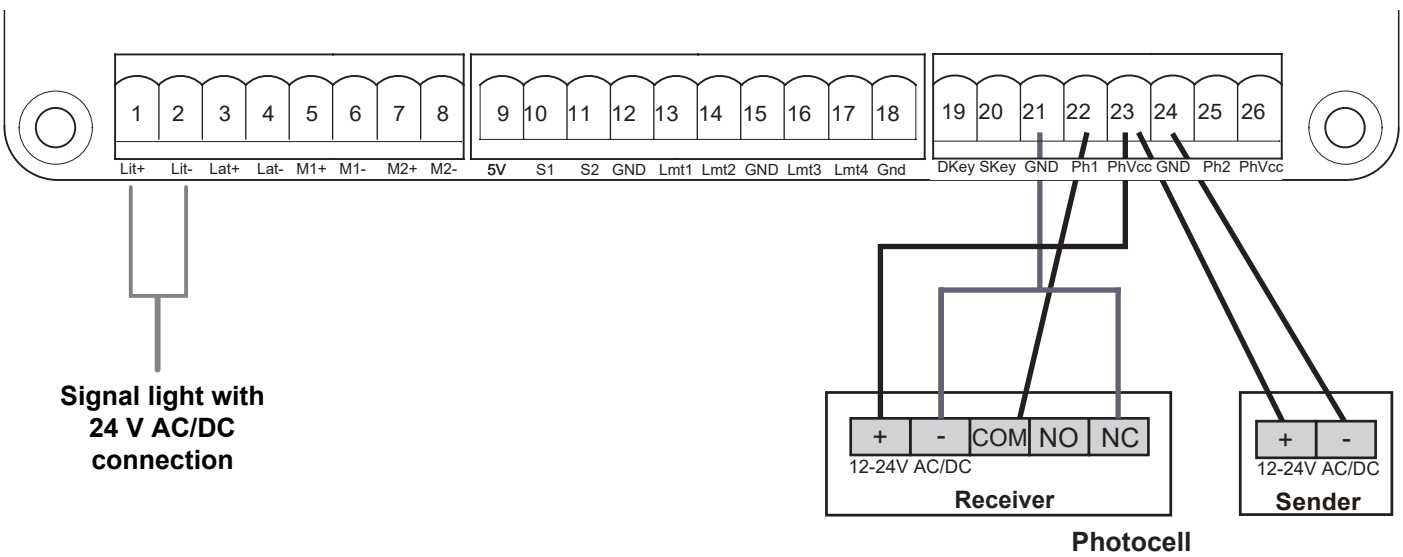 1 2 3 4 5 6 7 8 9 10 11 12 13 14 15 16 17 18 19 20 21 22 23 24 25 26
Lit+ Lit- Lat+ Lat- M1+ M1- M2+ M2- 5V S1 S2 GND Lmt1 Lmt2 GND Lmt3 Lmt4 Gnd DKey SKey GND Ph1 PhVcc GND Ph2 PhVcc
Signal light with
24 V AC/DC
connection
+ - COM NO NC
12-24V AC/DC
Receiver
+ -
12-24V AC/DC
Sender
Photocell